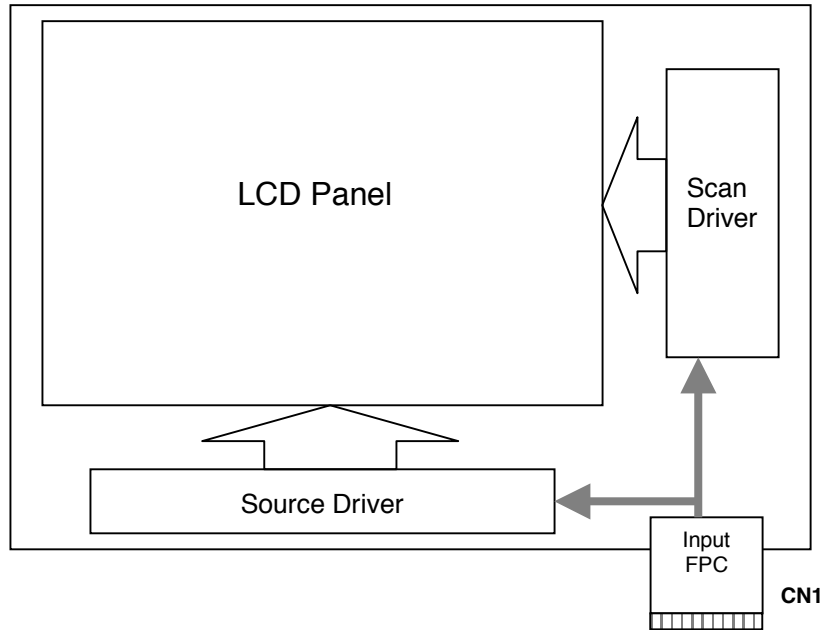 LCD Panel
Scan
Driver
Source Driver
Input
FPC
CN1